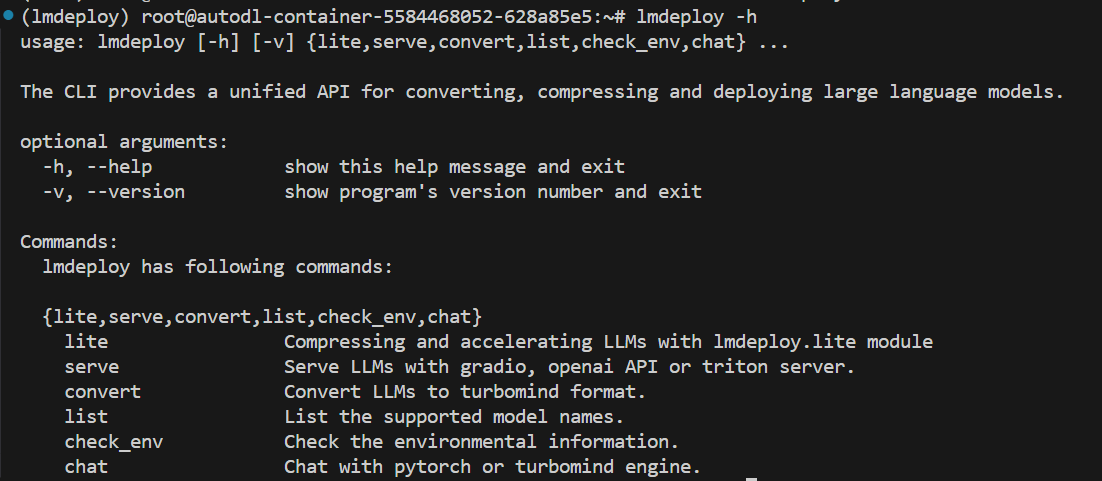 (lmdeploy) root@autodl-container-5584468052-628a85e5:~# lmdeploy -h
usage: lmdeploy [-h] [-v] {lite,serve,convert,list,check_env,chat} ...
The CLI provides a unified API for converting, compressing and deploying large language models.
optional arguments:
-h, --help show this help message and exit
-v, --version show program's version number and exit
Commands:
lmdeploy has following commands:
{lite,serve,convert,list,check_env,chat}
lite Compressing and accelerating LLMs with lmdeploy.lite module
serve Serve LLMs with gradio, openai API or triton server.
convert Convert LLMs to turbomind format.
list List the supported model names.
check_env Check the environmental information.
chat Chat with pytorch or turbomind engine.